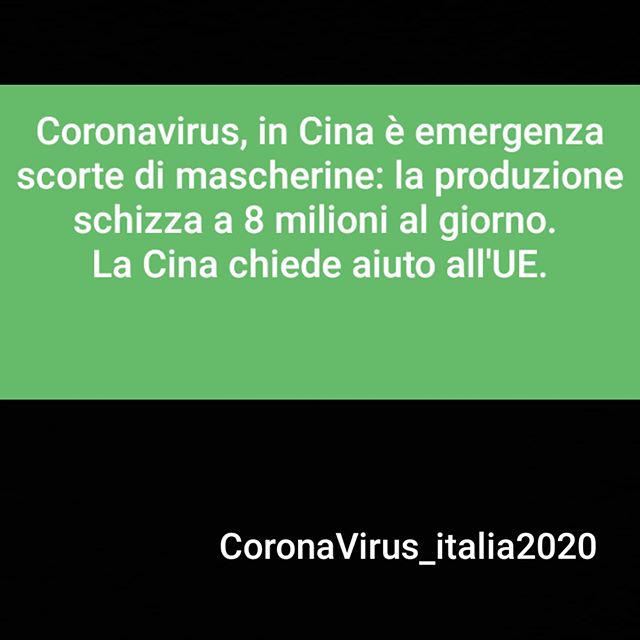 Coronavirus, in Cina è emergenza
scorte di mascherine: la produzione
schizza a 8 milioni al giorno.
La Cina chiede aiuto all'UE.
CoronaVirus_italia2020